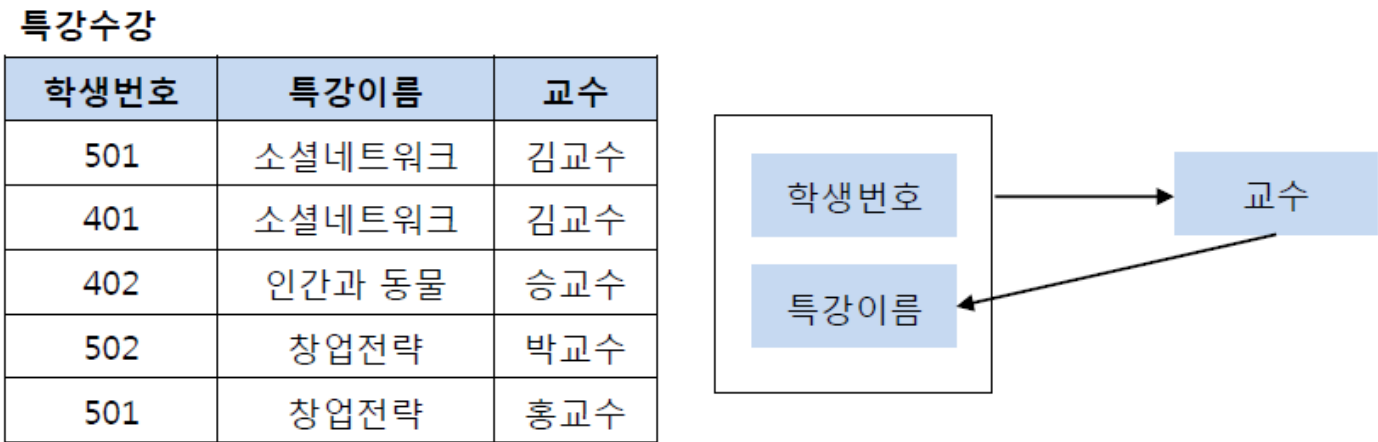 특강수강
학생번호 특강이름 교수
501 소셜네트워크 김교수
401 소셜네트워크 김교수
402 인간과 동물 승교수
502 창업전략 박교수
501 창업전략 홍교수
학생번호
특강이름
교수